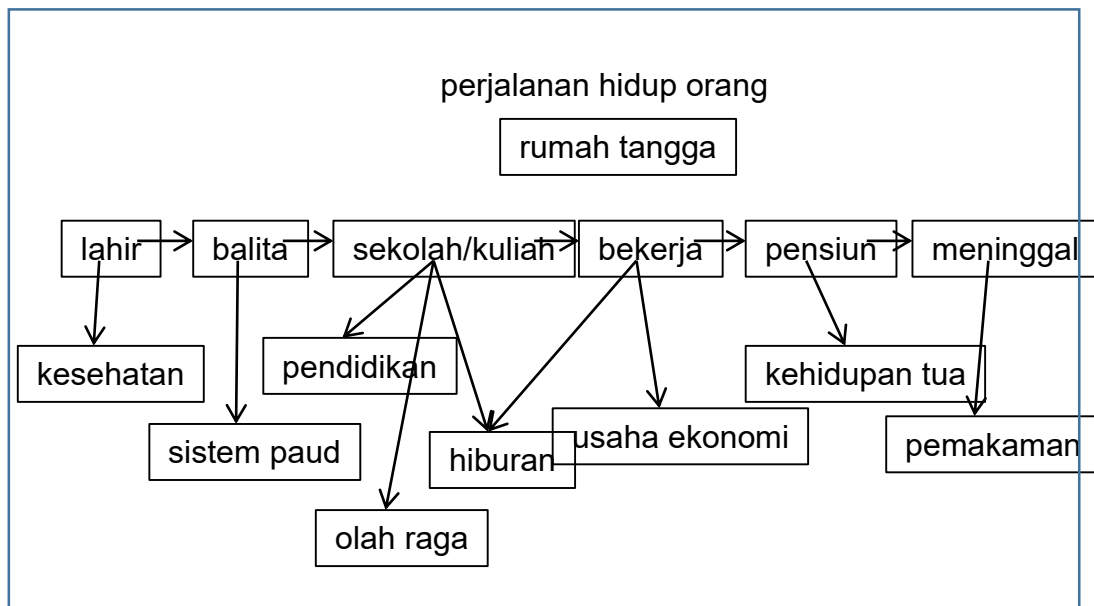 perjalanan hidup orang
rumah tangga
lahir
balita
sekolah/kuliah
bekerja
pensiun
meninggal
kesehatan
pendidikan
kehidupan tua
sistem paud
hiburan
usaha ekonomi
pemakaman
olah raga